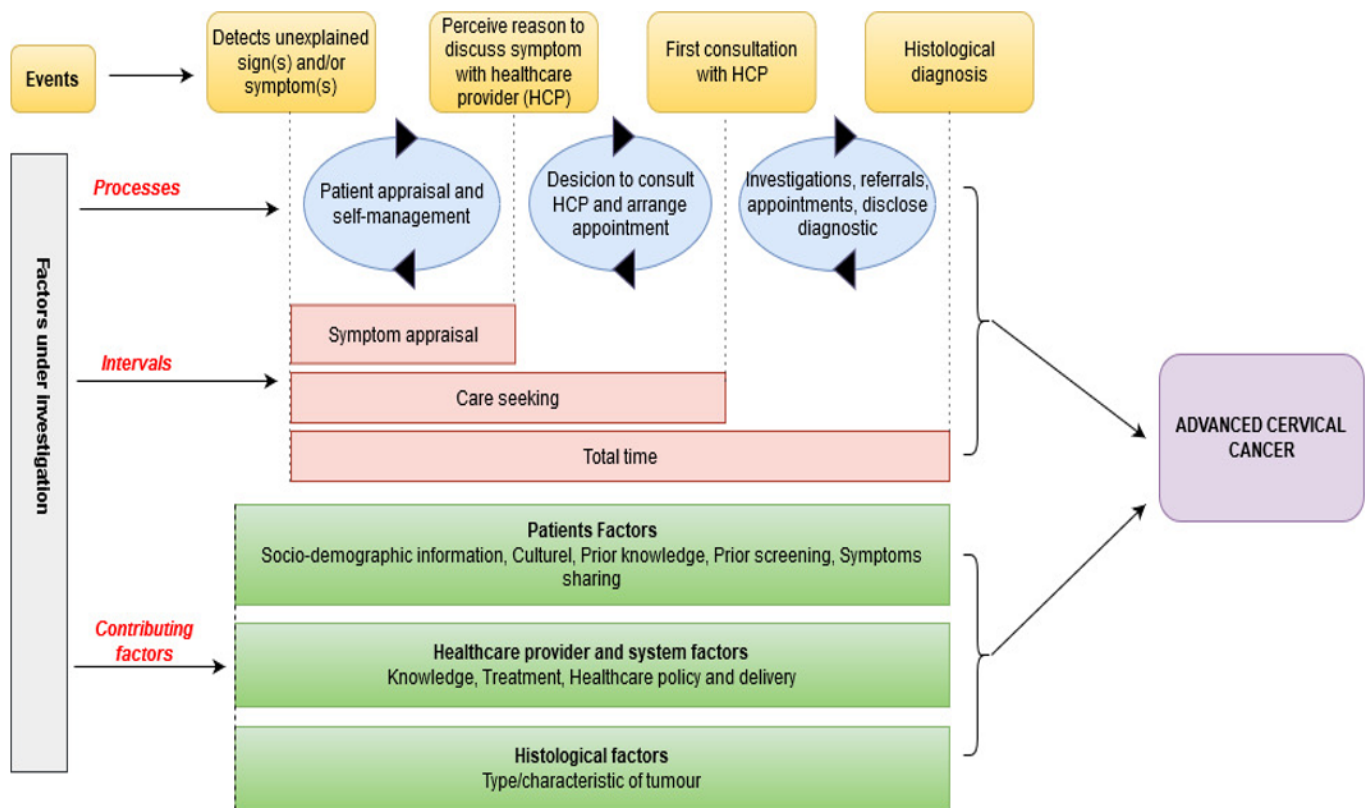 Events
Detects unexplained
sign(s) and/or
symptom(s)
Perceive reason to
discuss symptom
with healthcare
provider (HCP)
First consultation
with HCP
Histological
diagnosis
Factors under investigation
Processes
Patient appraisal and
self-management
Desicion to consult
HCP and arrange
appointment
Investigations, referrals,
appointments, disclose
diagnostic
Intervals
Symptom appraisal
Care seeking
Total time
ADVANCED CERVICAL
CANCER
Contributing
factors
Patients Factors
Socio-demographic information, Culturel, Prior knowledge, Prior screening, Symptoms
sharing
Healthcare provider and system factors
Knowledge, Treatment, Healthcare policy and delivery
Histological factors
Type/characteristic of tumour